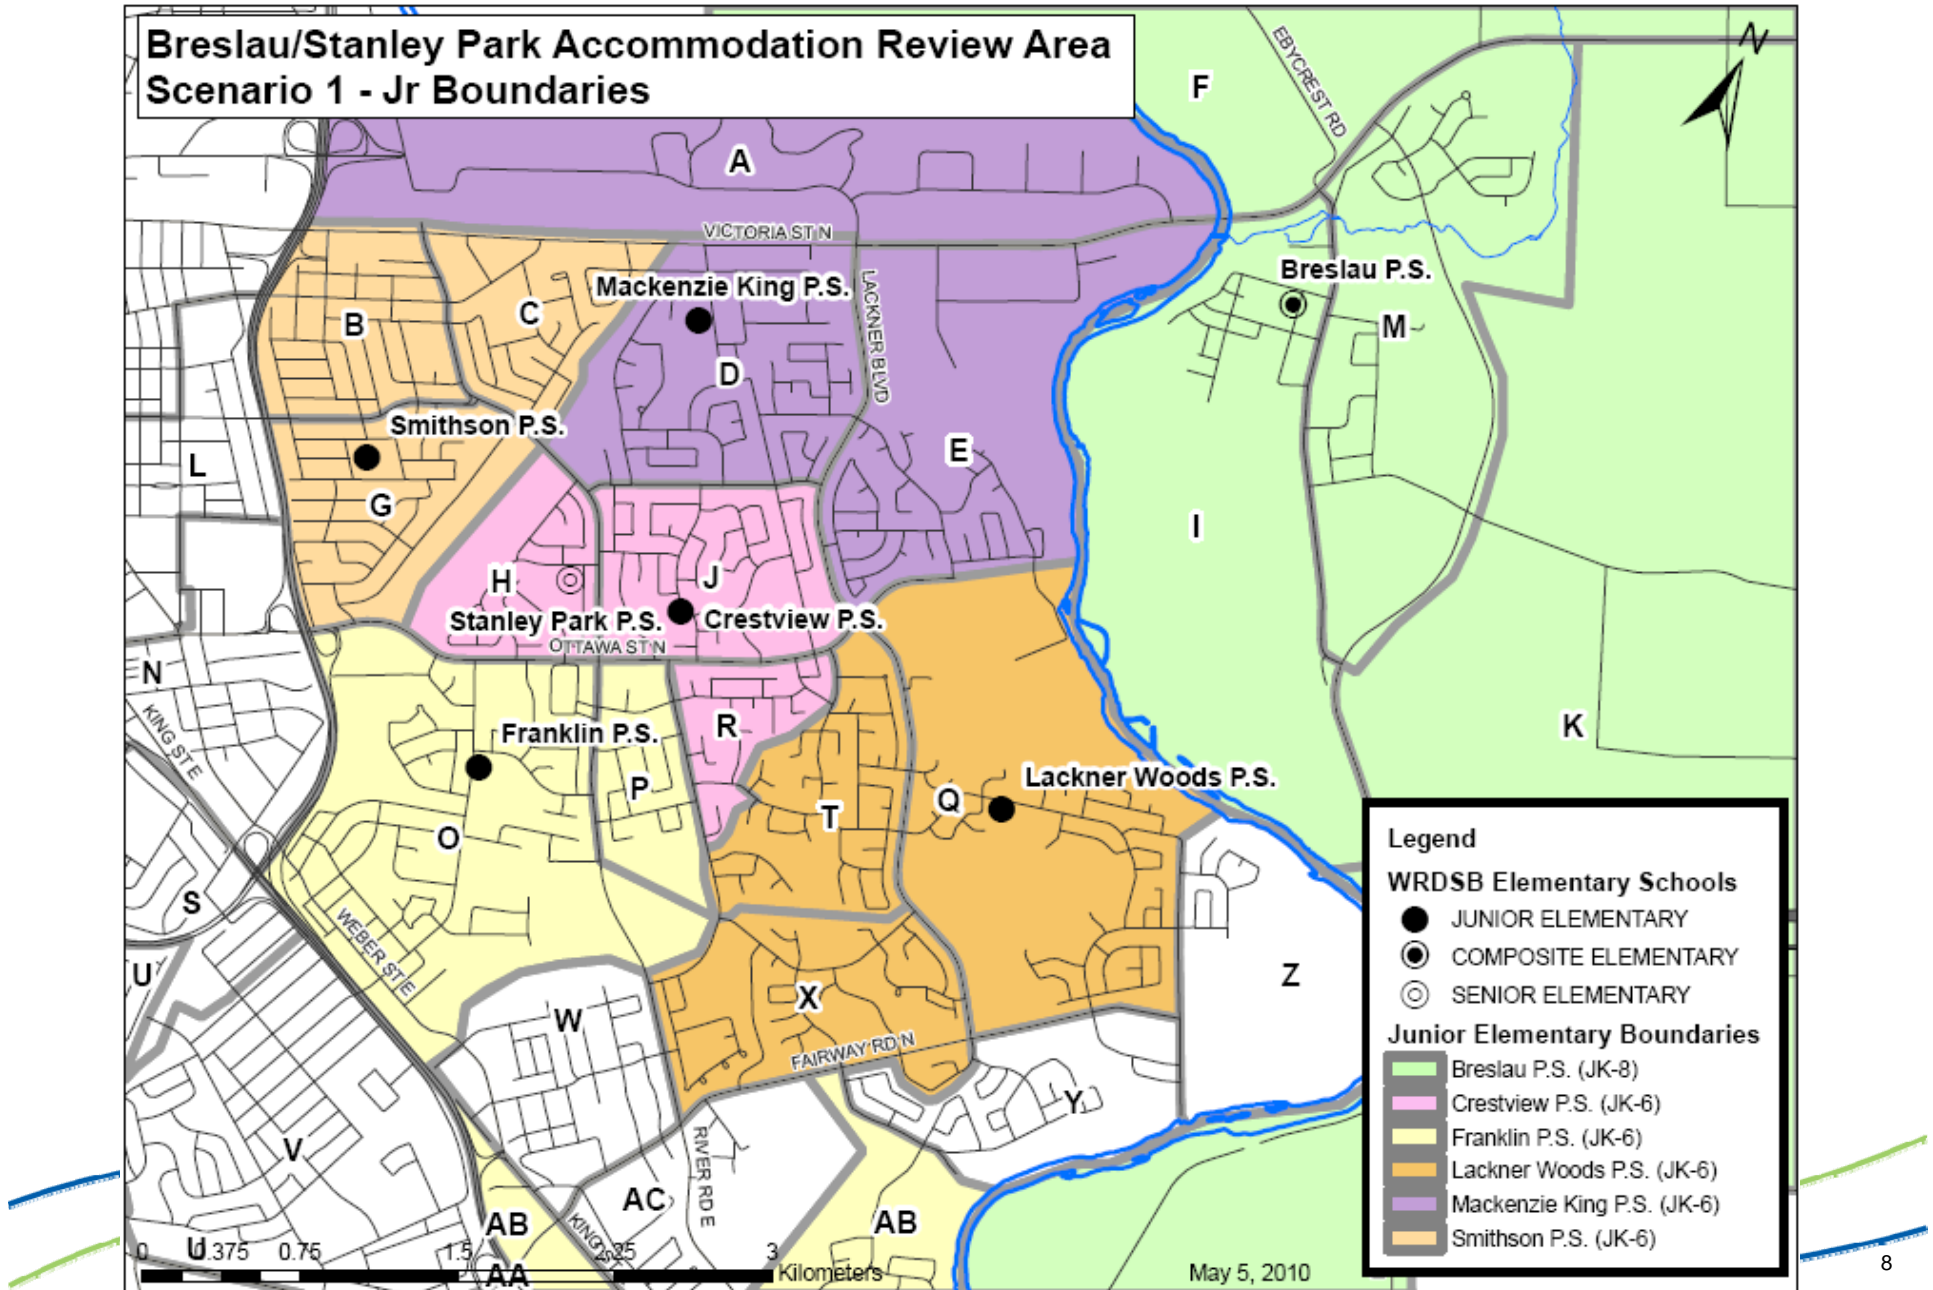 Breslau/Stanley Park Accommodation Review Area
Scenario 1 - Jr Boundaries
N
F
EBYCREST RD
A
VICTORIA ST N
Mackenzie King P.S.
LACKNER BLVD
Breslau P.S.
B
C
D
M
Smithson P.S.
L
G
E
I
H
J
Stanley Park P.S.
Crestview P.S.
OTTAWA ST N
N
KING ST E
R
K
Franklin P.S.
P
Lackner Woods P.S.
Q
T
O
S
WEBER ST E
U
Z
X
W
FAIRWAY RD N
Y
V
RIVER RD E
AC
AB
KING ST
AB
U
AA
0 0.375 0.75 1.5 2.25 3
Kilometers
May 5, 2010
Legend
WRDSB Elementary Schools
JUNIOR ELEMENTARY
COMPOSITE ELEMENTARY
SENIOR ELEMENTARY
Junior Elementary Boundaries
Breslau P.S. (JK-8)
Crestview P.S. (JK-6)
Franklin P.S. (JK-6)
Lackner Woods P.S. (JK-6)
Mackenzie King P.S. (JK-6)
Smithson P.S. (JK-6)
8